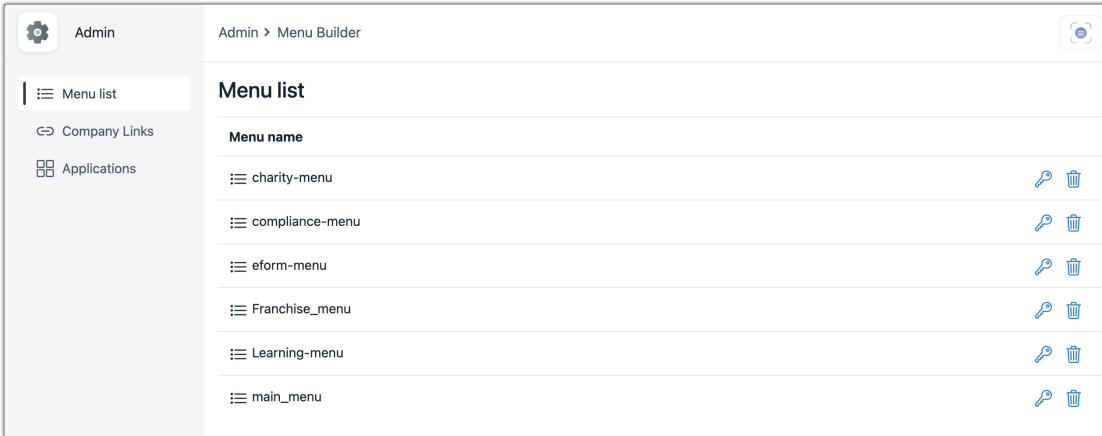 Admin
Admin > Menu Builder
Menu list
Company Links
Applications
Menu list
Menu name
charity-menu
compliance-menu
eform-menu
Franchise_menu
Learning-menu
main_menu